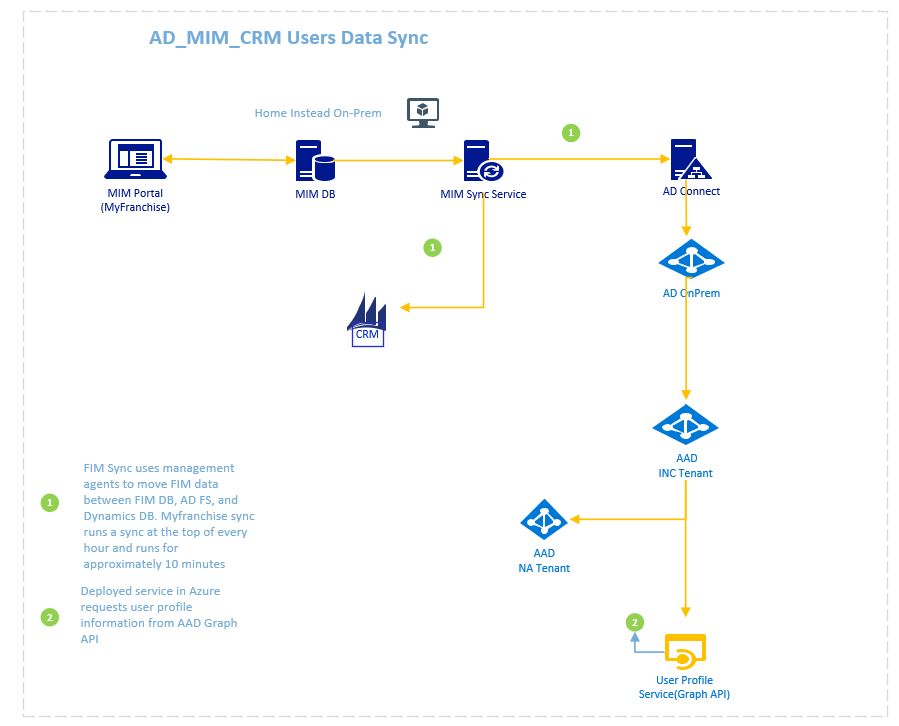 AD_MIM_CRM Users Data Sync
Home Instead On-Prem
1
MIM Portal
(MyFranchise)
MIM DB
MIM Sync Service
AD Connect
1
AD OnPrem
CRM
AAD
INC Tenant
1
FIM Sync uses management
agents to move FIM data
between FIM DB, AD FS, and
Dynamics DB. Myfranchise sync
runs a sync at the top of every
hour and runs for
approximately 10 minutes
AAD
NA Tenant
2
Deployed service in Azure
requests user profile
information from AAD Graph
API
2
User Profile
Service(Graph API)